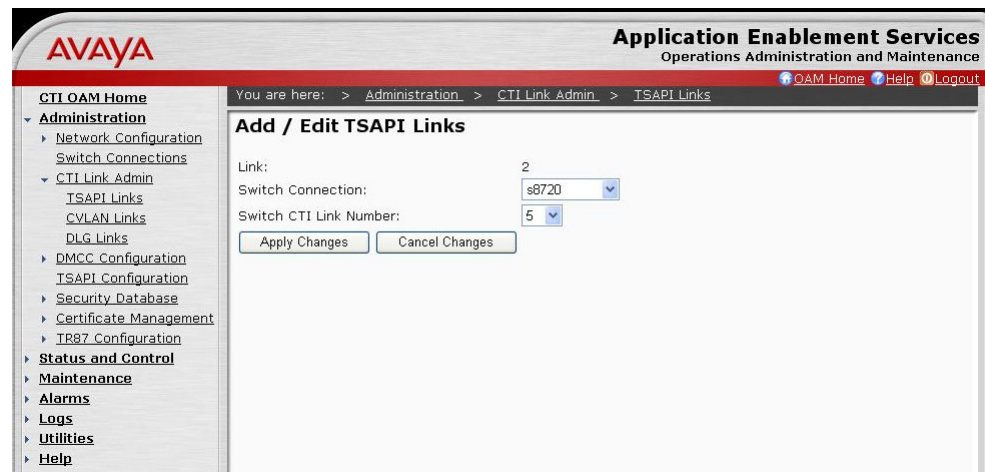 AVAYA
Application Enablement Services
Operations Administration and Maintenance
OAM Home Help Logout
You are here: > Administration > CTI Link Admin > TSAPI Links
CTI OAM Home
Administration
Network Configuration
Switch Connections
CTI Link Admin
TSAPI Links
CVLAN Links
DLG Links
DMCC Configuration
TSAPI Configuration
Security Database
Certificate Management
TR87 Configuration
Status and Control
Maintenance
Alarms
Logs
Utilities
Help
Add / Edit TSAPI Links
Link: 2
Switch Connection: s8720
Switch CTI Link Number: 5
Apply Changes Cancel Changes